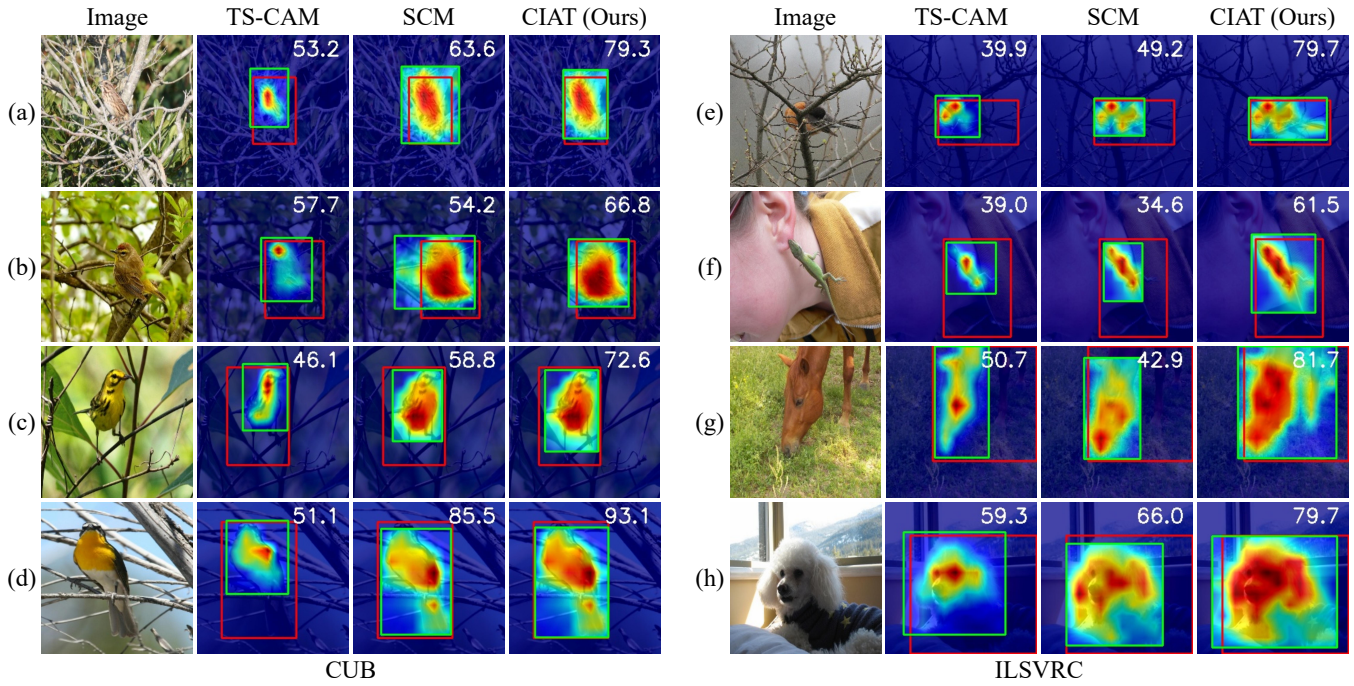 Image TS-CAM SCM CIAT (Ours) Image TS-CAM SCM CIAT (Ours)
(a) 53.2 63.6 79.3 (e) 39.9 49.2 79.7
(b) 57.7 54.2 66.8 (f) 39.0 34.6 61.5
(c) 46.1 58.8 72.6 (g) 50.7 42.9 81.7
(d) 51.1 85.5 93.1 (h) 59.3 66.0 79.7
CUB ILSVRC